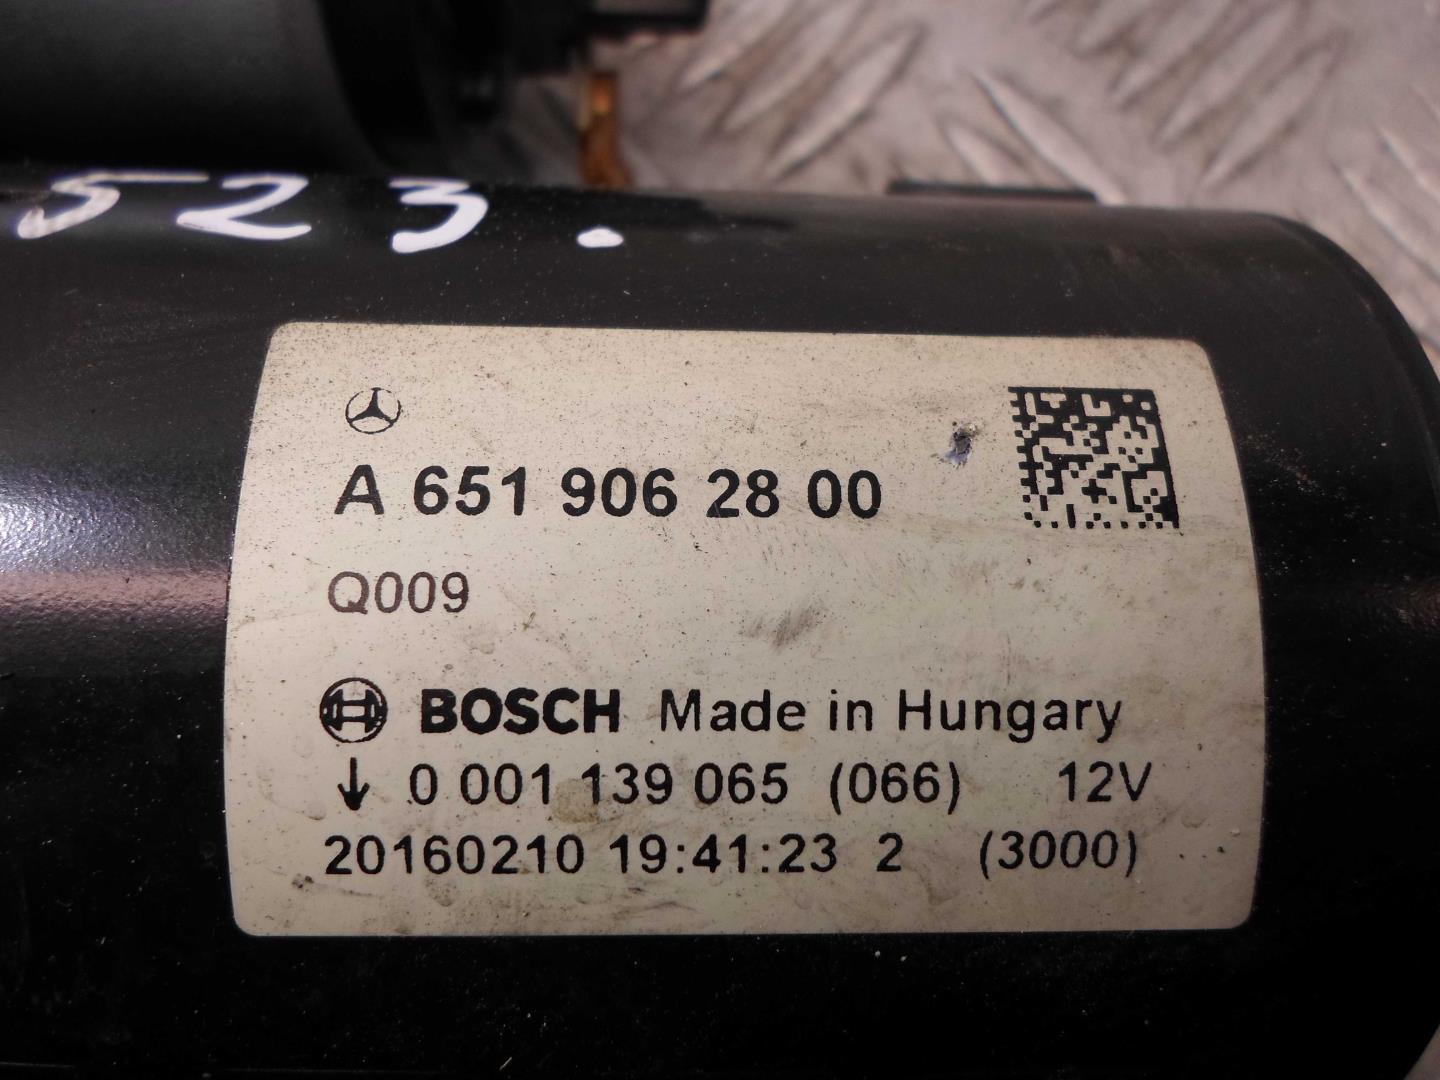 523.
A 651 906 28 00
Q009
BOSCH Made in Hungary
↓ 0 001 139 065 (066) 12V
20160210 19:41:23 2 (3000)